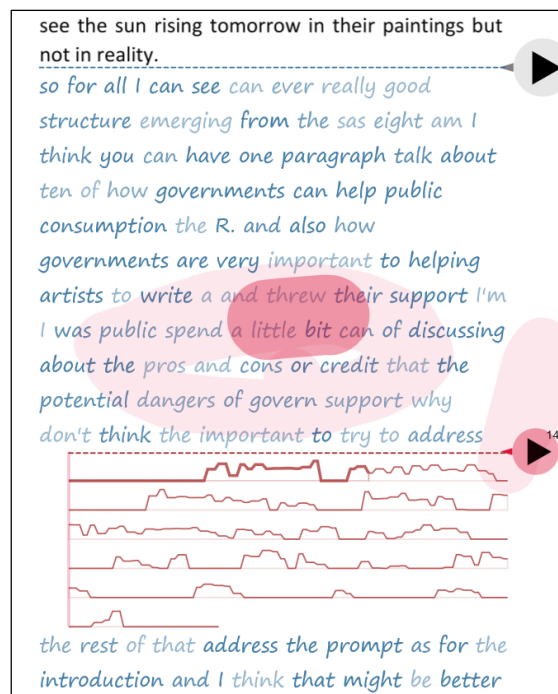 see the sun rising tomorrow in their paintings but
not in reality.
so for all I can see can ever really good
structure emerging from the sas eight am I
think you can have one paragraph talk about
ten of how governments can help public
consumption the R. and also how
governments are very important to helping
artists to write a and threw their support I'm
I was public spend a little bit can of discussing
about the pros and cons or credit that the
potential dangers of govern support why
don't think the important to try to address
14
the rest of that address the prompt as for the
introduction and I think that might be better